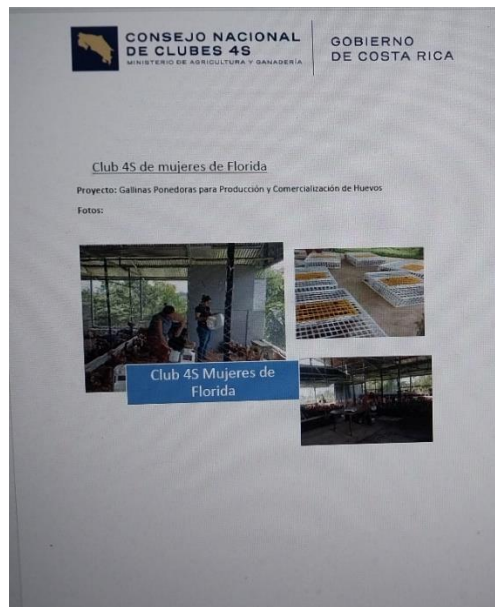 CONSEJO NACIONAL
DE CLUBES 4S
MINISTERIO DE AGRICULTURA Y GANADERÍA
GOBIERNO
DE COSTA RICA
Club 4S de mujeres de Florida
Proyecto: Gallinas Ponedoras para Producción y Comercialización de Huevos
Fotos:
Club 4S Mujeres de
Florida